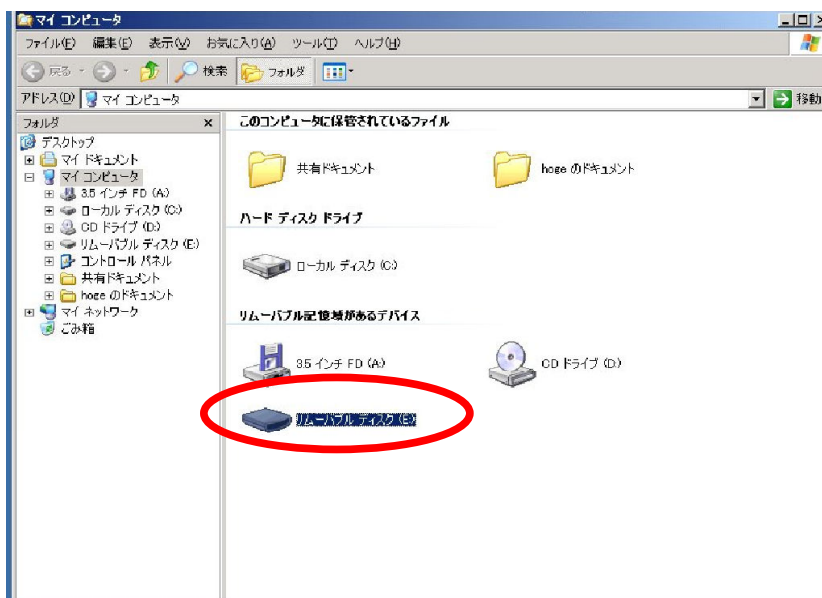 マイ コンピュータ
ファイル(F) 編集(E) 表示(V) お気に入り(A) ツール(T) ヘルプ(H)
戻る 検索 フォルダ
アドレス(D) マイ コンピュータ 移動
フォルダ x
デスクトップ
マイ ドキュメント
マイ コンピュータ
3.5 インチ FD (A:)
ローカル ディスク (C:)
CD ドライブ (D:)
リムーバブル ディスク (E:)
コントロール パネル
共有ドキュメント
hoge のドキュメント
マイ ネットワーク
ごみ箱
このコンピュータに保管されているファイル
共有ドキュメント hoge のドキュメント
ハード ディスク ドライブ
ローカル ディスク (C:)
リムーバブル記憶域があるデバイス
3.5 インチ FD (A:) CD ドライブ (D:)
リムーバブル ディスク (E:)